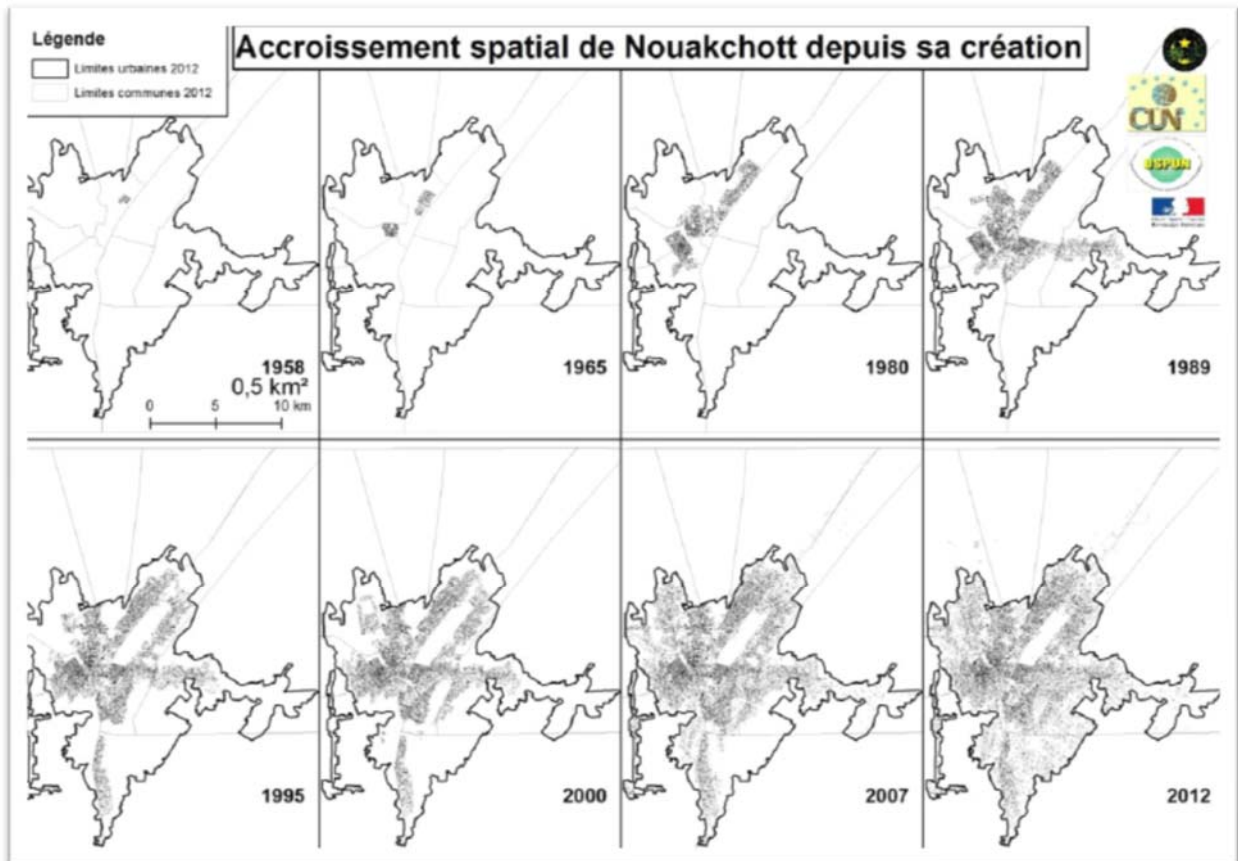 Légende
Limites urbaines 2012
Limites communes 2012
Accroissement spatial de Nouakchott depuis sa création
CUN
USPUN
1958
0,5 km²
0 5 10 km
1965
1980
1989
1995
2000
2007
2012